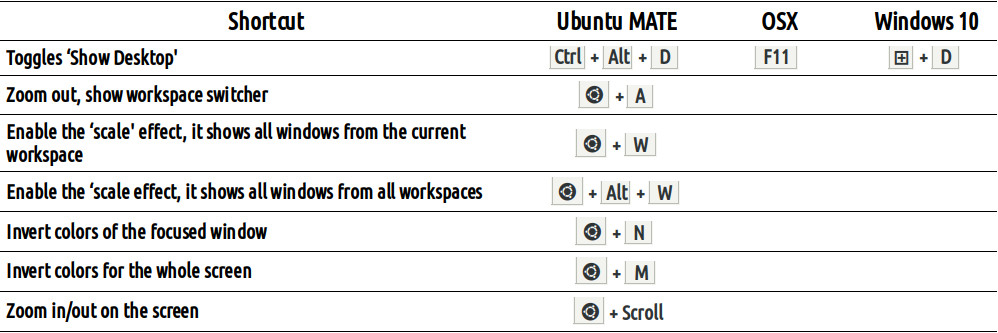 Shortcut Ubuntu MATE OSX Windows 10
Toggles ‘Show Desktop' Ctrl + Alt + D F11 ⊞ + D
Zoom out, show workspace switcher + A
Enable the ‘scale' effect, it shows all windows from the current
workspace + W
Enable the ‘scale effect, it shows all windows from all workspaces + Alt + W
Invert colors of the focused window + N
Invert colors for the whole screen + M
Zoom in/out on the screen + Scroll